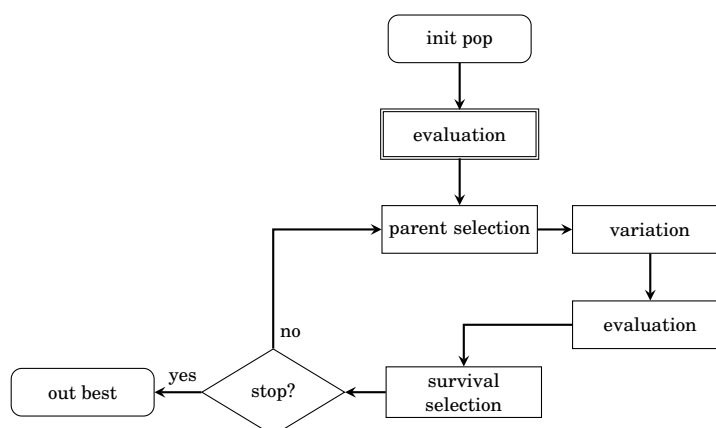 init pop
evaluation
parent selection
variation
evaluation
no
yes
out best
stop?
survival
selection